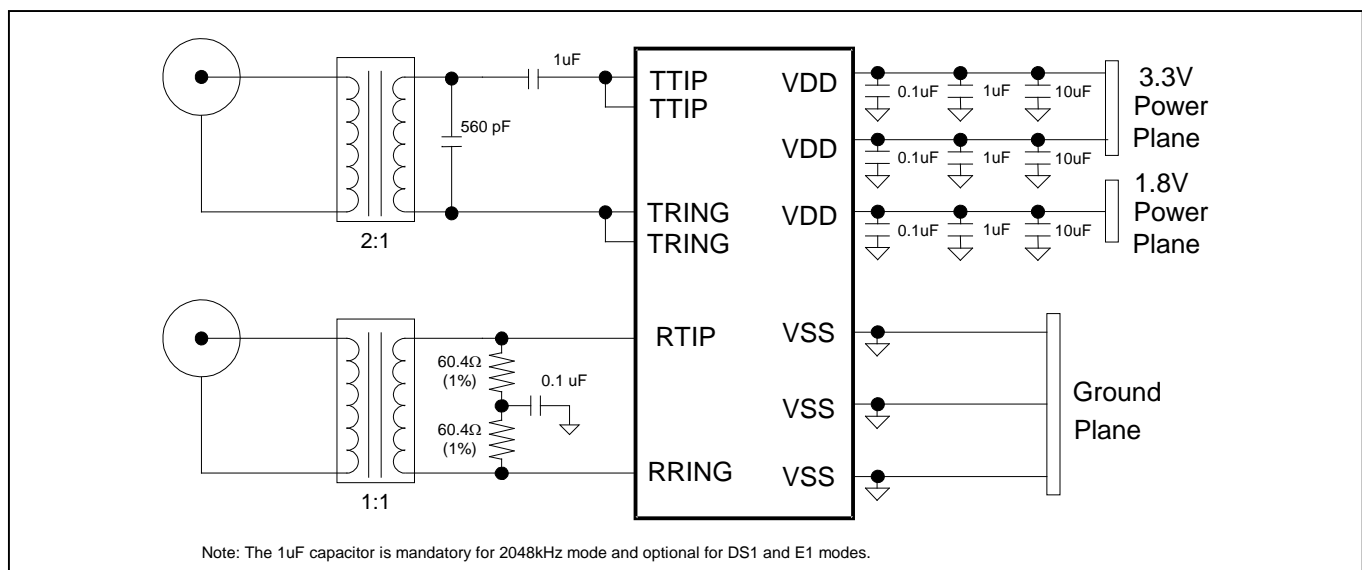 1uF
560 pF
2:1
TTIP
TTIP
TRING
TRING
VDD
0.1uF
1uF
10uF
VDD
0.1uF
1uF
10uF
3.3V
Power
Plane
VDD
0.1uF
1uF
10uF
1.8V
Power
Plane
60.4Ω
(1%)
0.1 uF
60.4Ω
(1%)
1:1
RTIP
RRING
VSS
VSS
VSS
Ground
Plane
Note: The 1uF capacitor is mandatory for 2048kHz mode and optional for DS1 and E1 modes.